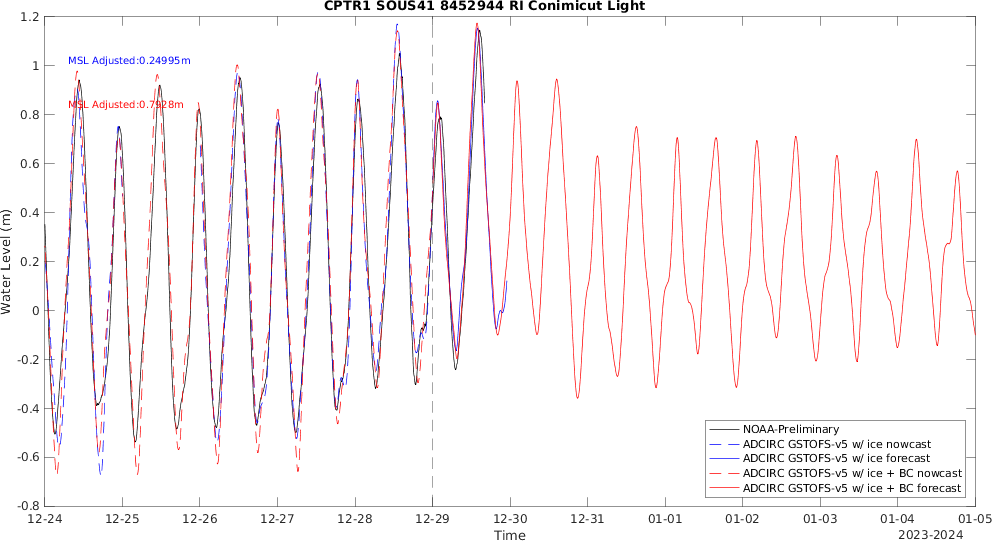 CPTR1 SOUS41 8452944 RI Conimicut Light
1.2
1
0.8
0.6
0.4
0.2
0
-0.2
-0.4
-0.6
-0.8
Water Level (m)
MSL Adjusted:0.24995m
MSL Adjusted:0.7928m
NOAA-Preliminary
ADCIRC GSTOFS-v5 w/ ice nowcast
ADCIRC GSTOFS-v5 w/ ice forecast
ADCIRC GSTOFS-v5 w/ ice + BC nowcast
ADCIRC GSTOFS-v5 w/ ice + BC forecast
12-24 12-25 12-26 12-27 12-28 12-29 12-30 12-31 01-01 01-02 01-03 01-04 01-05
Time
2023-2024